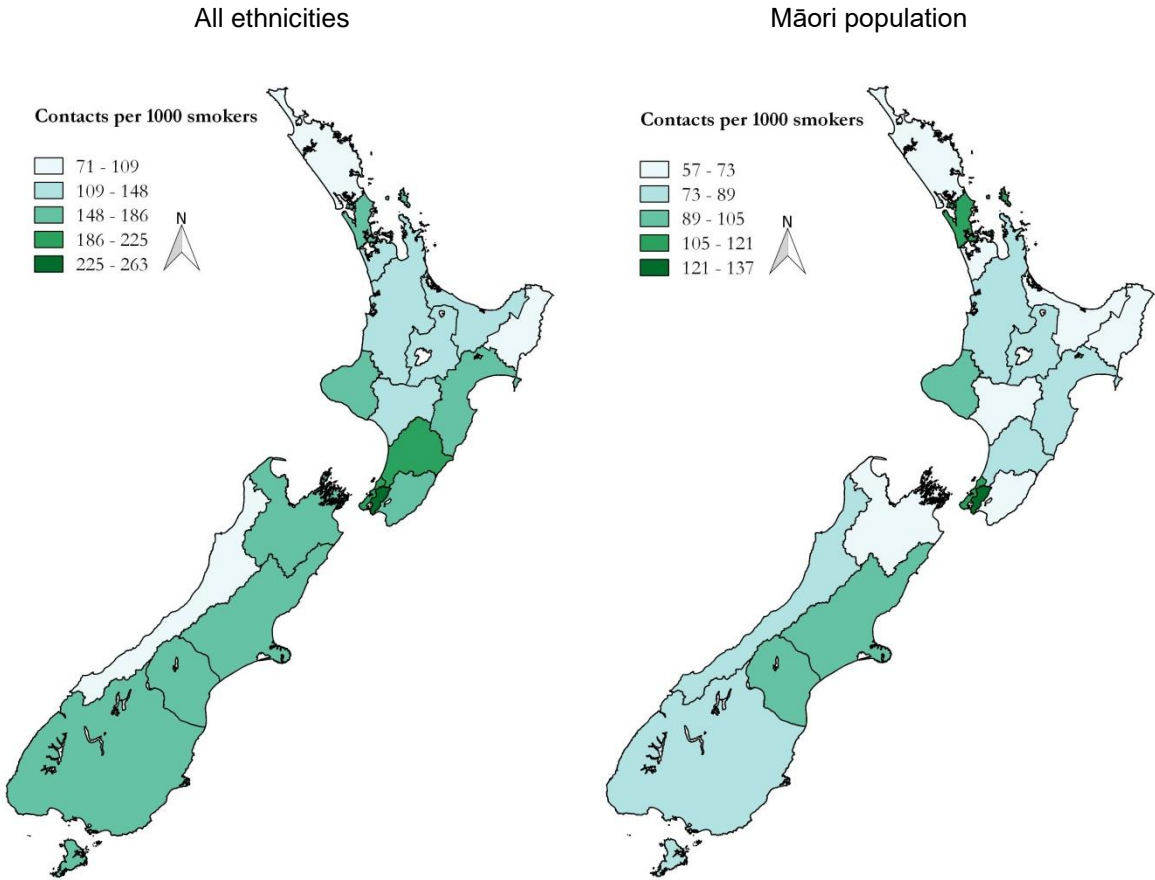 All ethnicities
Māori population
Contacts per 1000 smokers
71 - 109
109 - 148
148 - 186
186 - 225
225 - 263
N
Contacts per 1000 smokers
57 - 73
73 - 89
89 - 105
105 - 121
121 - 137
N